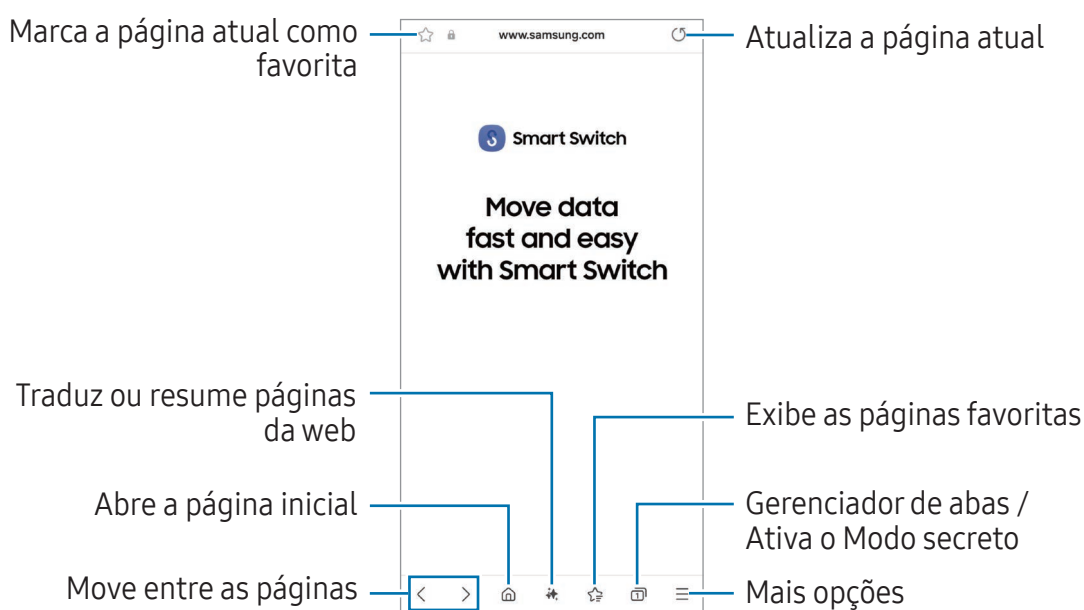 Marca a página atual como
favorita
www.samsung.com
Atualiza a página atual
Smart Switch
Move data
fast and easy
with Smart Switch
Traduz ou resume páginas
da web
Exibe as páginas favoritas
Abre a página inicial
Gerenciador de abas /
Ativa o Modo secreto
Move entre as páginas
1
Mais opções